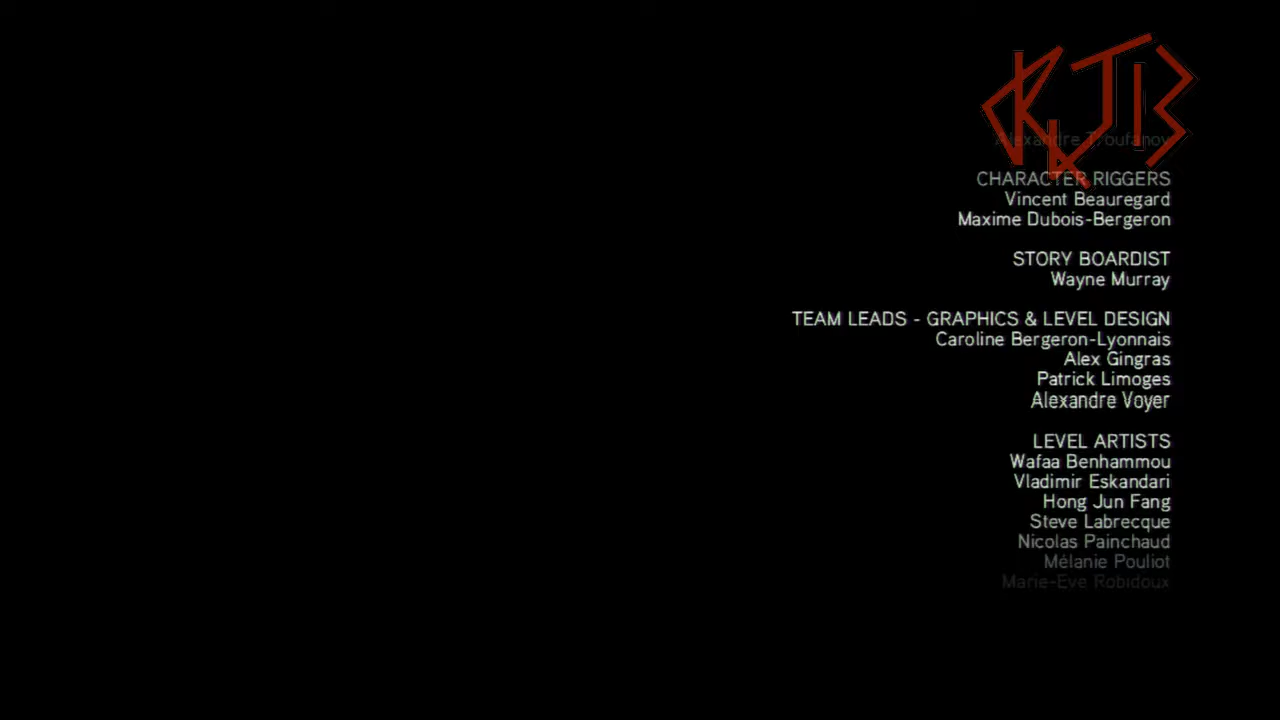 Alexandre Troufanov
CHARACTER RIGGERS
Vincent Beauregard
Maxime Dubois-Bergeron
STORY BOARDIST
Wayne Murray
TEAM LEADS - GRAPHICS & LEVEL DESIGN
Caroline Bergeron-Lyonnais
Alex Gingras
Patrick Limoges
Alexandre Voyer
LEVEL ARTISTS
Wafaa Benhammou
Vladimir Eskandari
Hong Jun Fang
Steve Labrecque
Nicolas Painchaud
Mélanie Pouliot
Marie-Eve Robidoux